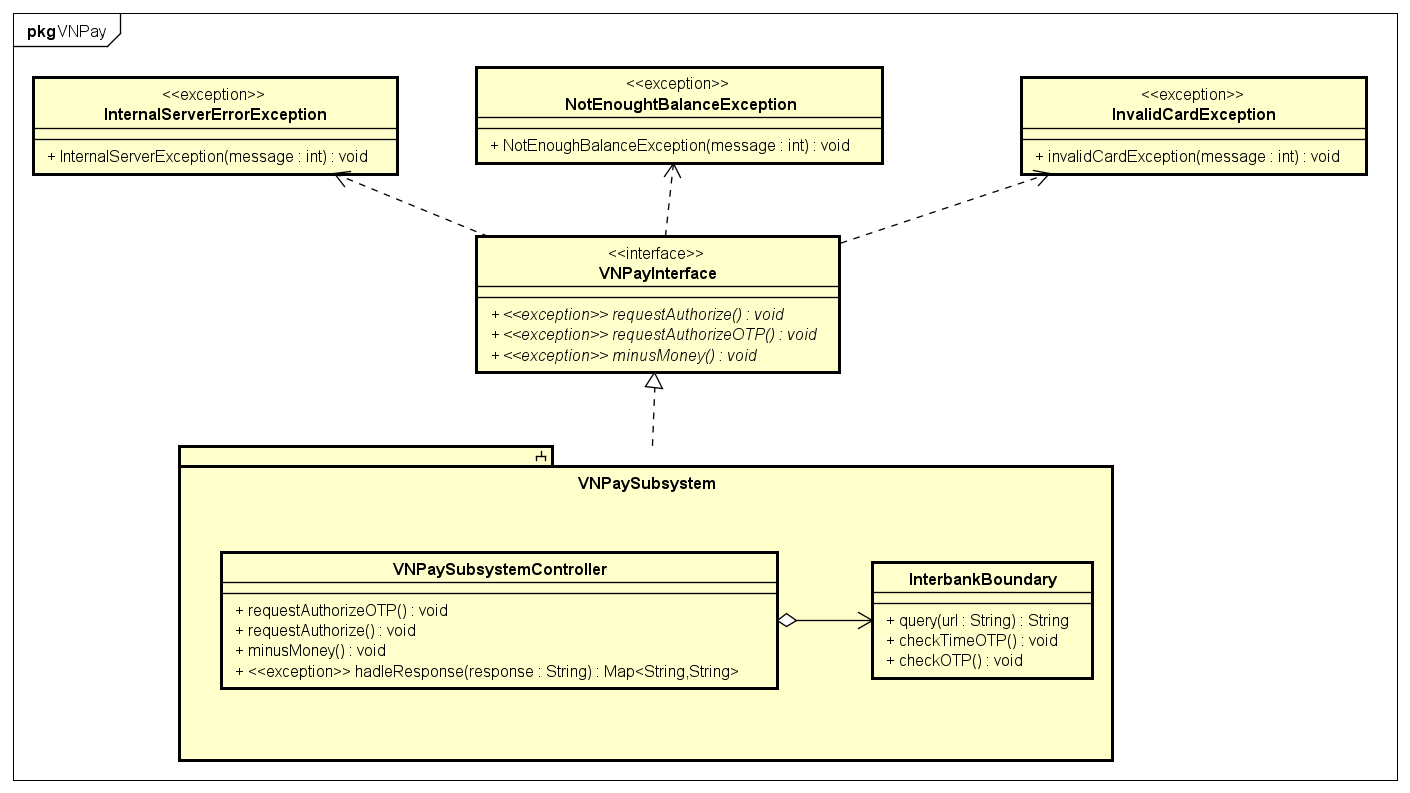 pkg VNPay
<<exception>>
InternalServerErrorException
+ InternalServerException(message : int) : void
<<exception>>
NotEnoughtBalanceException
+ NotEnoughBalanceException(message : int) : void
<<exception>>
InvalidCardException
+ invalidCardException(message : int) : void
<<interface>>
VNPayInterface
+ <<exception>> requestAuthorize() : void
+ <<exception>> requestAuthorizeOTP() : void
+ <<exception>> minusMoney() : void
VNPaySubsystem
VNPaySubsystemController
+ requestAuthorizeOTP() : void
+ requestAuthorize() : void
+ minusMoney() : void
+ <<exception>> hadleResponse(response : String) : Map<String,String>
InterbankBoundary
+ query(url : String) : String
+ checkTimeOTP() : void
+ checkOTP() : void